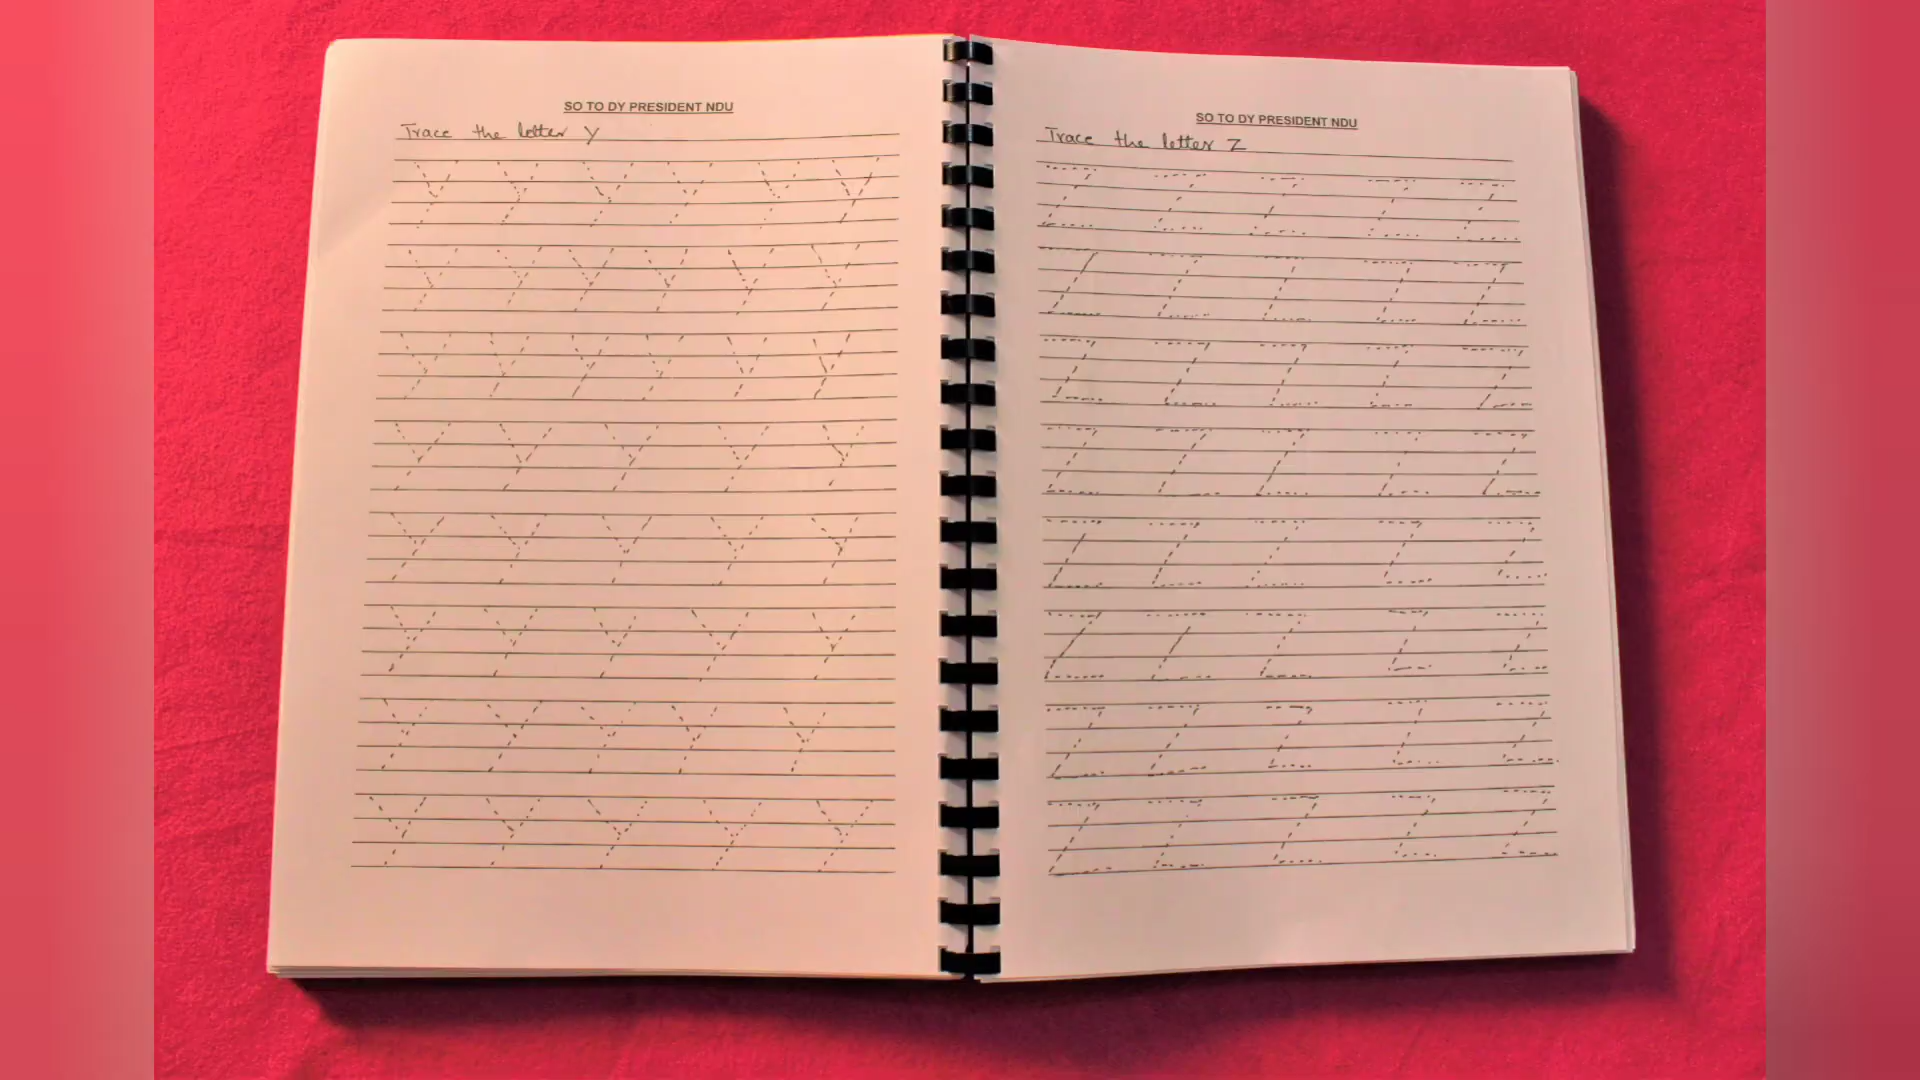 SO TO DY PRESIDENT NDU
Trace the letter Y
SO TO DY PRESIDENT NDU
Trace the letter Z